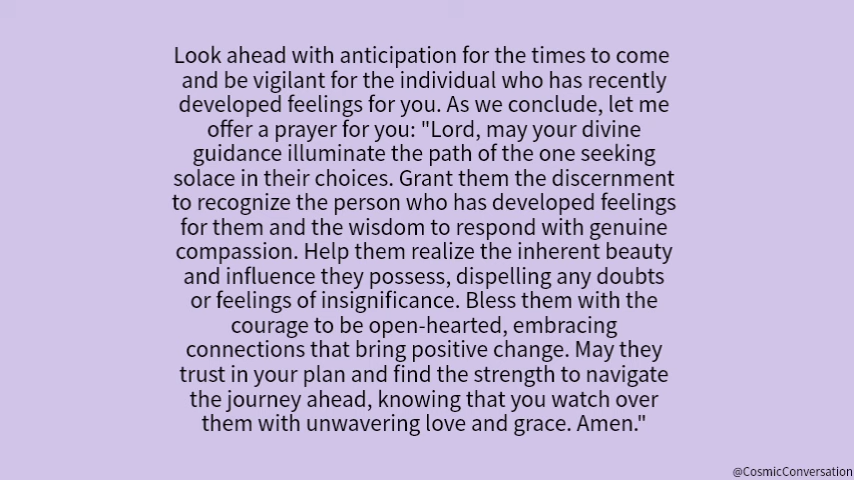 Look ahead with anticipation for the times to come
and be vigilant for the individual who has recently
developed feelings for you. As we conclude, let me
offer a prayer for you: "Lord, may your divine
guidance illuminate the path of the one seeking
solace in their choices. Grant them the discernment
to recognize the person who has developed feelings
for them and the wisdom to respond with genuine
compassion. Help them realize the inherent beauty
and influence they possess, dispelling any doubts
or feelings of insignificance. Bless them with the
courage to be open-hearted, embracing
connections that bring positive change. May they
trust in your plan and find the strength to navigate
the journey ahead, knowing that you watch over
them with unwavering love and grace. Amen."
@CosmicConversation